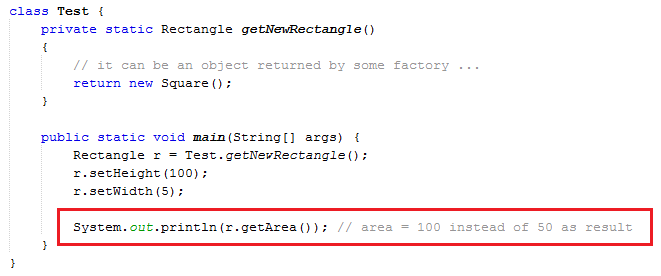 class Test {
private static Rectangle getNewRectangle()
{
// it can be an object returned by some factory ...
return new Square();
}
public static void main(String[] args) {
Rectangle r = Test.getNewRectangle();
r.setHeight(100);
r.setWidth(5);
System.out.println(r.getArea()); // area = 100 instead of 50 as result
}
}